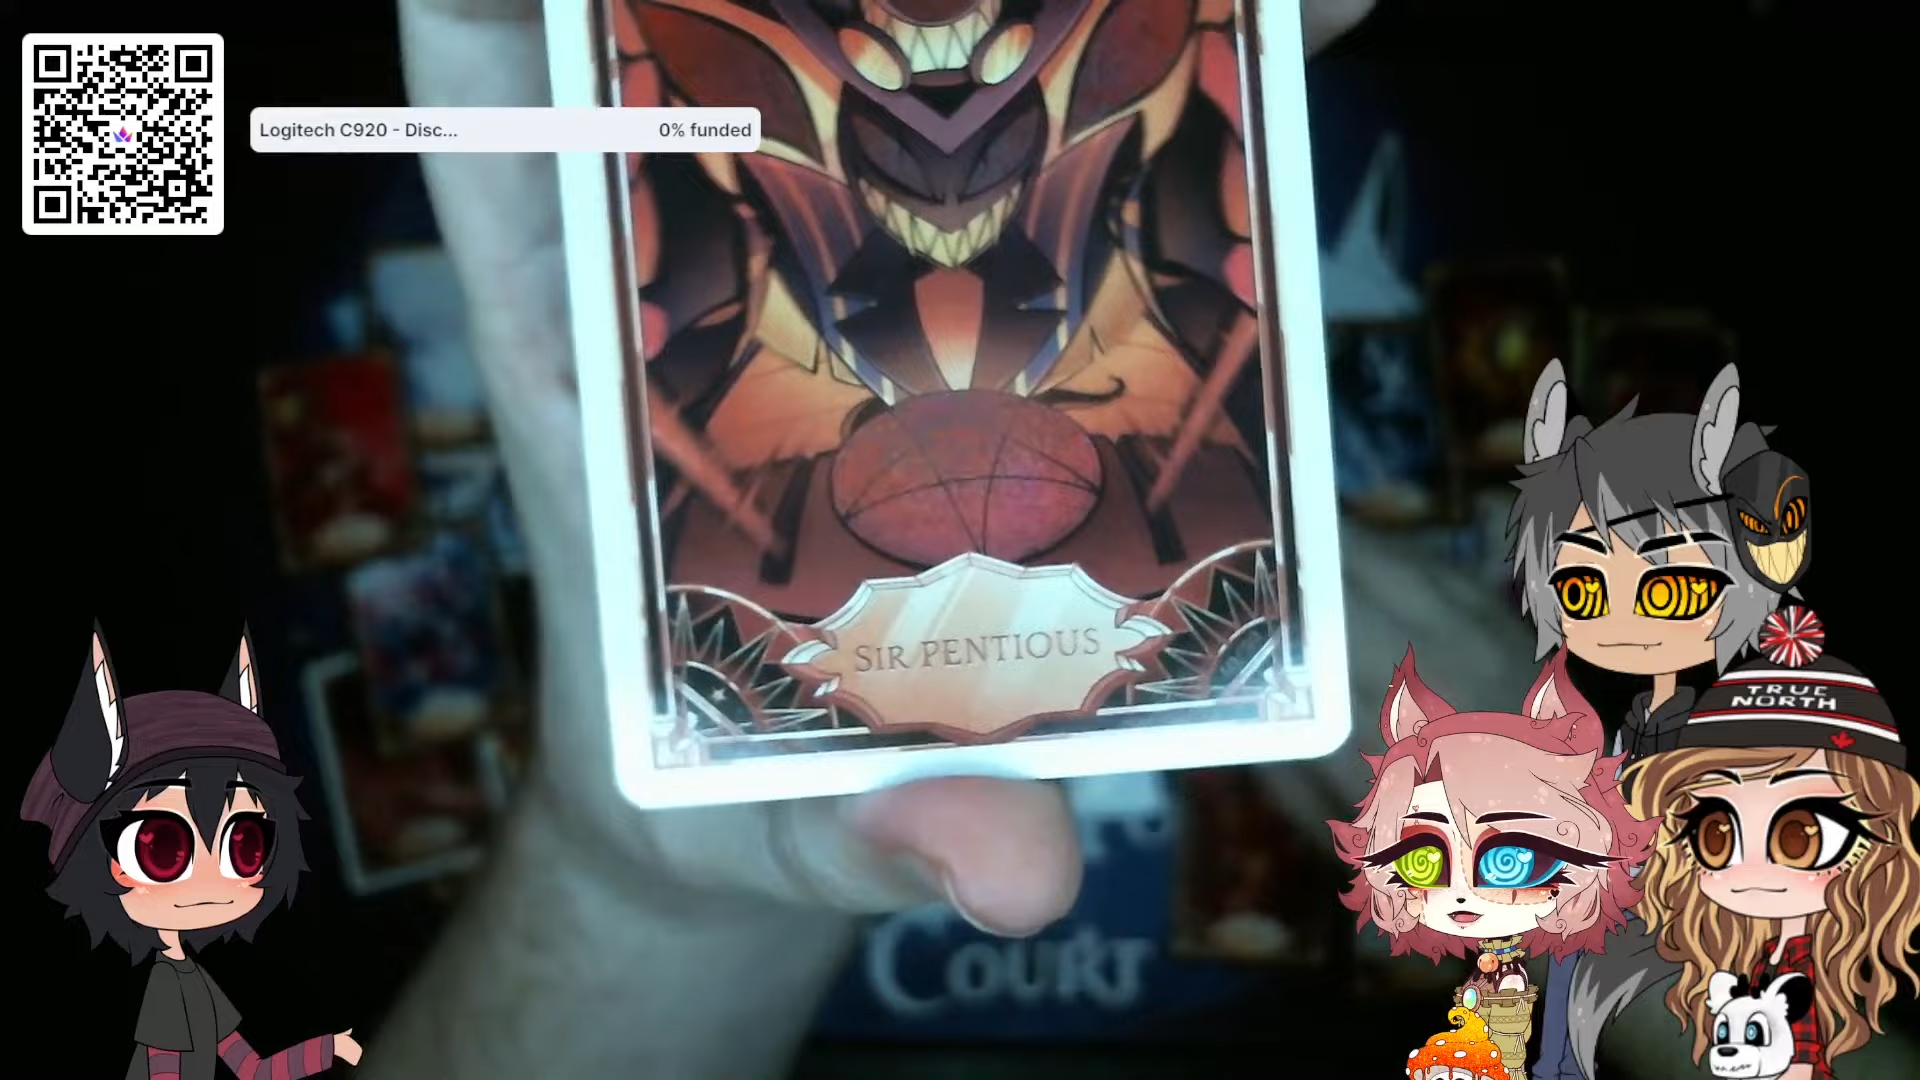 Logitech C920 - Disc...
0% funded
SIR PENTIOUS
TRUE
NORTH
COURT